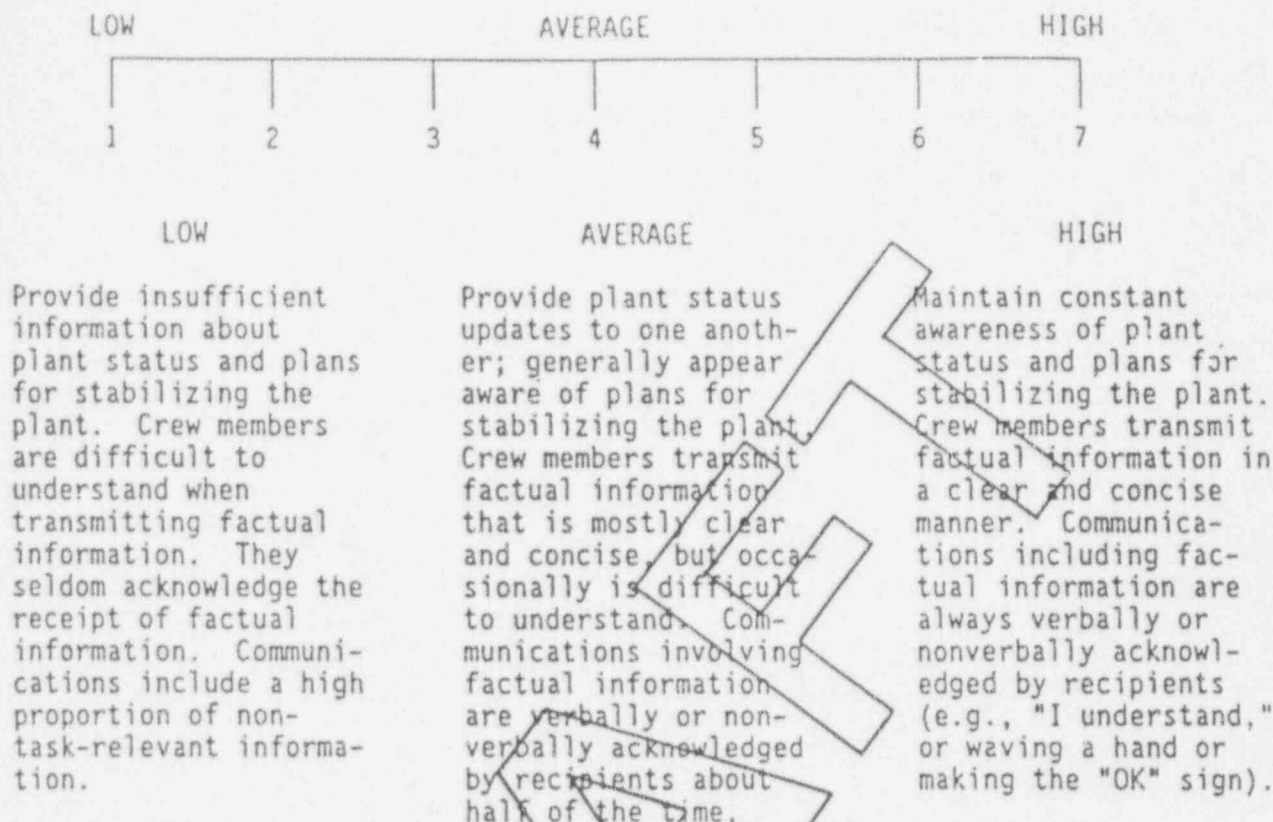 LOW AVERAGE HIGH
1 2 3 4 5 6 7
LOW
Provide insufficient
information about
plant status and plans
for stabilizing the
plant. Crew members
are difficult to
understand when
transmitting factual
information. They
seldom acknowledge the
receipt of factual
information. Communi-
cations include a high
proportion of non-
task-relevant informa-
tion.
AVERAGE
Provide plant status
updates to one anoth-
er; generally appear
aware of plans for
stabilizing the plant.
Crew members transmit
factual information
that is mostly clear
and concise, but occa-
sionally is difficult
to understand. Com-
munications involving
factual information
are verbally or non-
verbally acknowledged
by recipients about
half of the time.
HIGH
Maintain constant
awareness of plant
status and plans for
stabilizing the plant.
Crew members transmit
factual information in
a clear and concise
manner. Communica-
tions including fac-
tual information are
always verbally or
nonverbally acknowl-
edged by recipients
(e.g., "I understand,"
or waving a hand or
making the "OK" sign).